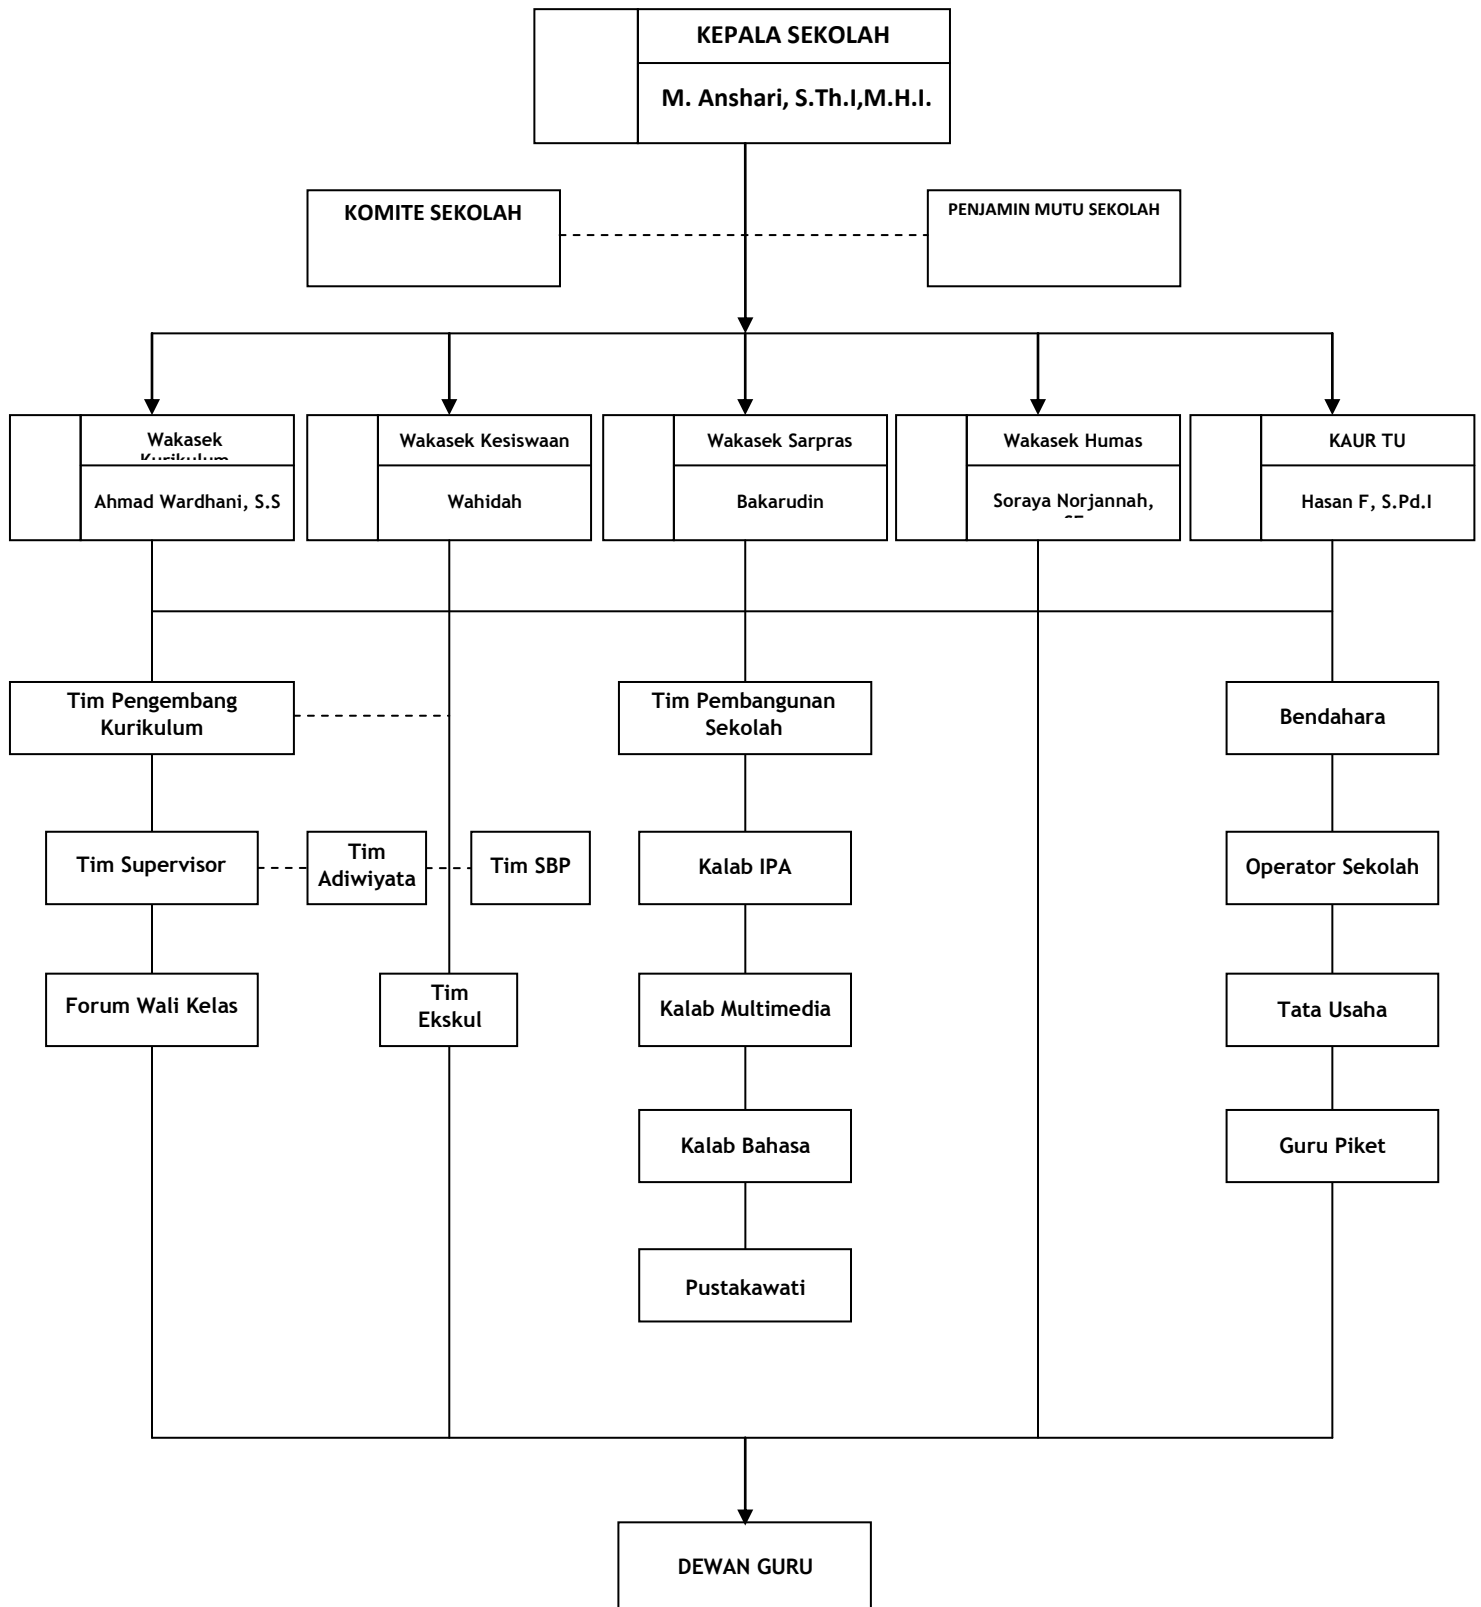 KEPALA SEKOLAH
M. Anshari, S.Th.I,M.H.I.
KOMITE SEKOLAH
PENJAMIN MUTU SEKOLAH
Wakasek
Kurikulum
Ahmad Wardhani, S.S
Wakasek Kesiswaan
Wahidah
Wakasek Sarpras
Bakarudin
Wakasek Humas
Soraya Norjannah,
KAUR TU
Hasan F, S.Pd.I
Tim Pengembang
Kurikulum
Tim Pembangunan
Sekolah
Bendahara
Tim Supervisor
Tim
Adiwiyata
Tim SBP
Kalab IPA
Operator Sekolah
Forum Wali Kelas
Tim
Ekskul
Kalab Multimedia
Tata Usaha
Kalab Bahasa
Guru Piket
Pustakawati
DEWAN GURU